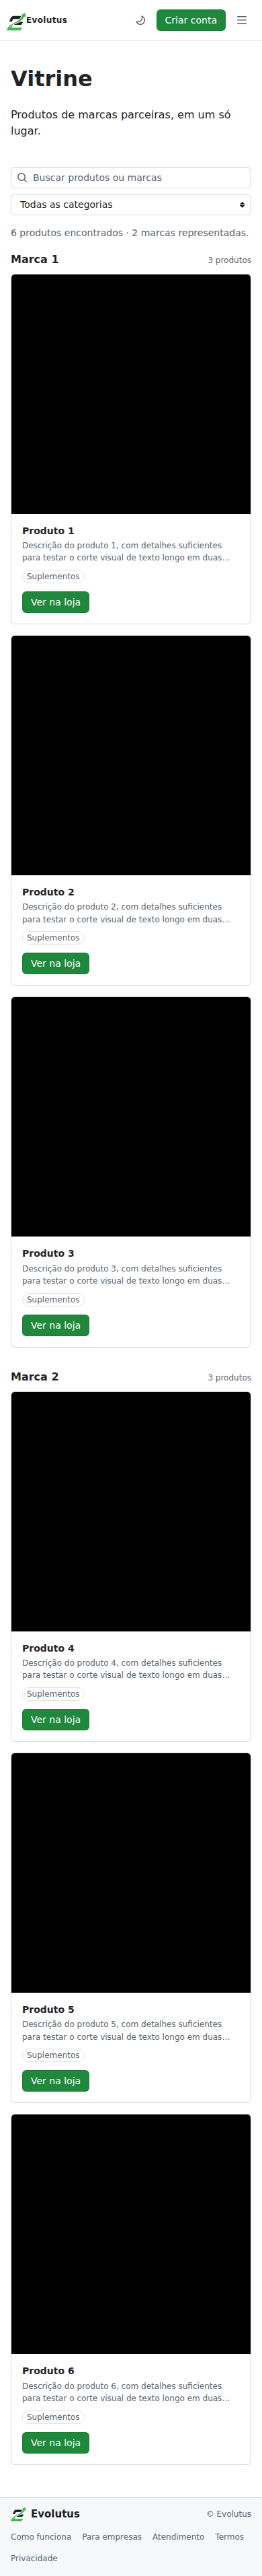 Evolutus
Criar conta
Vitrine
Produtos de marcas parceiras, em um só
lugar.
Buscar produtos ou marcas
Todas as categorias
6 produtos encontrados · 2 marcas representadas.
Marca 1
3 produtos
Produto 1
Descrição do produto 1, com detalhes suficientes
para testar o corte visual de texto longo em duas…
Suplementos
Ver na loja
Produto 2
Descrição do produto 2, com detalhes suficientes
para testar o corte visual de texto longo em duas…
Suplementos
Ver na loja
Produto 3
Descrição do produto 3, com detalhes suficientes
para testar o corte visual de texto longo em duas…
Suplementos
Ver na loja
Marca 2
3 produtos
Produto 4
Descrição do produto 4, com detalhes suficientes
para testar o corte visual de texto longo em duas…
Suplementos
Ver na loja
Produto 5
Descrição do produto 5, com detalhes suficientes
para testar o corte visual de texto longo em duas…
Suplementos
Ver na loja
Produto 6
Descrição do produto 6, com detalhes suficientes
para testar o corte visual de texto longo em duas…
Suplementos
Ver na loja
Evolutus
© Evolutus
Como funciona Para empresas Atendimento Termos
Privacidade